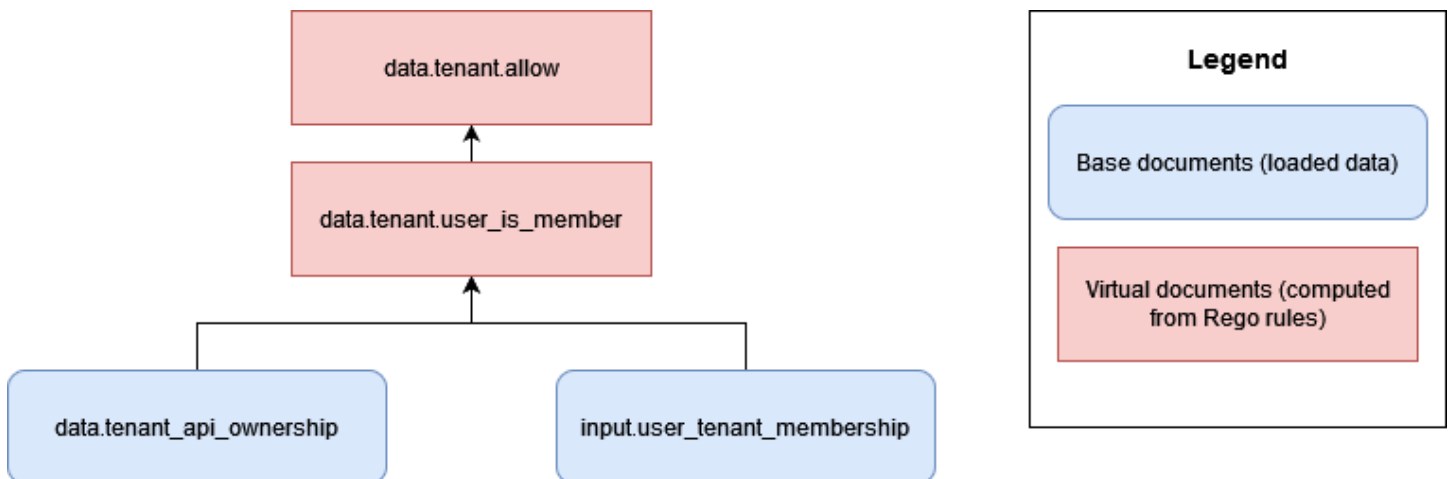 data.tenant.allow
data.tenant.user_is_member
data.tenant_api_ownership
input.user_tenant_membership
Legend
Base documents (loaded data)
Virtual documents (computed
from Rego rules)